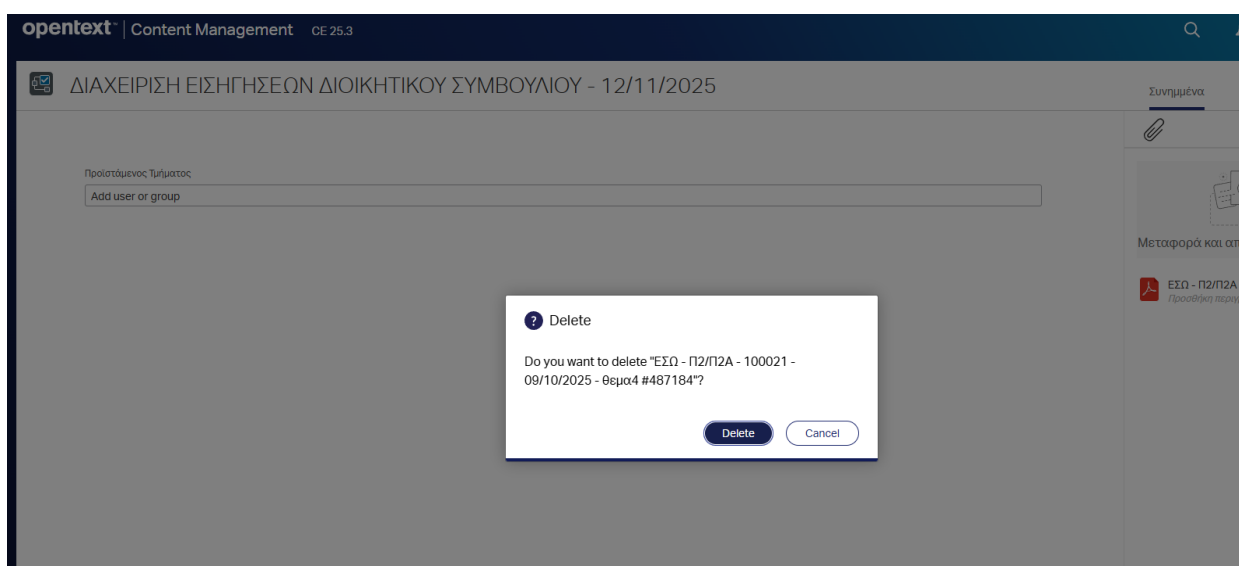 opentext™ | Content Management CE 25.3
ΔΙΑΧΕΙΡΙΣΗ ΕΙΣΗΓΗΣΕΩΝ ΔΙΟΙΚΗΤΙΚΟΥ ΣΥΜΒΟΥΛΙΟΥ - 12/11/2025
Συνημμένα
Προϊστάμενος Τμήματος
Add user or group
Μεταφορά και
ΕΣΩ - Π2/Π2Α
Προσθήκη
Delete
Do you want to delete "ΕΣΩ - Π2/Π2Α - 100021 -
09/10/2025 - θεμα4 #487184"?
Delete
Cancel